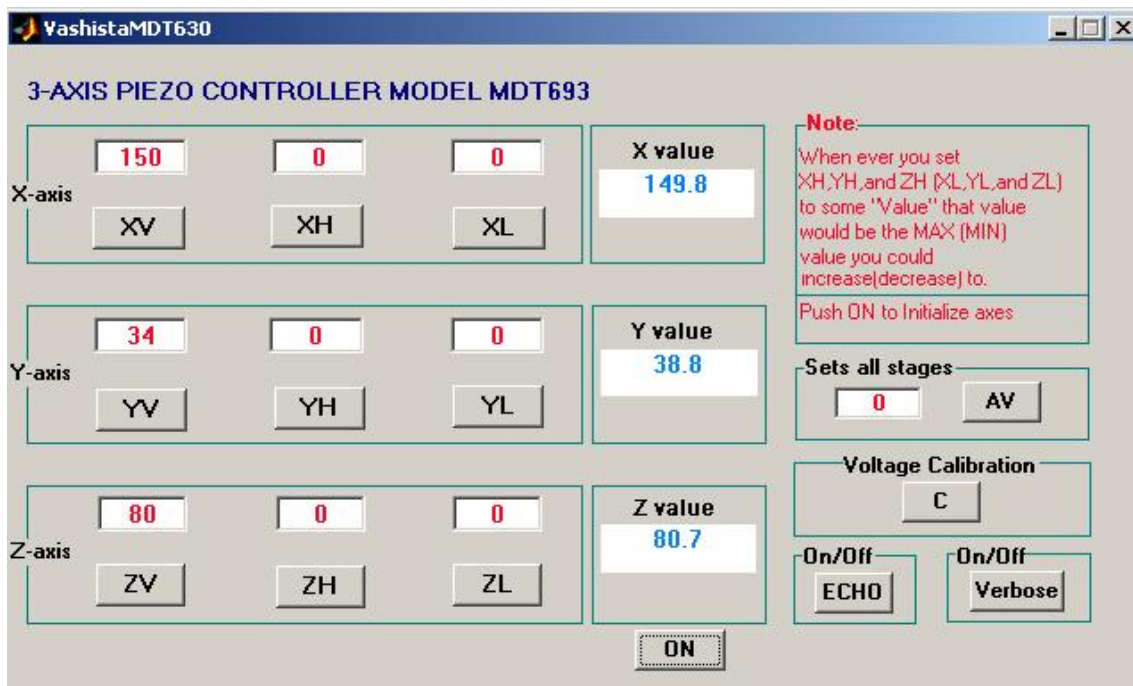 VashistaMDT630
3-AXIS PIEZO CONTROLLER MODEL MDT693
X-axis
150
0
0
XV
XH
XL
X value
149.8
Y-axis
34
0
0
YV
YH
YL
Y value
38.8
Z-axis
80
0
0
ZV
ZH
ZL
Z value
80.7
ON
Note:
When ever you set
XH,YH,and ZH (XL,YL,and ZL)
to some "Value" that value
would be the MAX (MIN)
value you could
increase(decrease) to.
Push ON to Initialize axes
Sets all stages
0
AV
Voltage Calibration
C
On/Off
ECHO
On/Off
Verbose